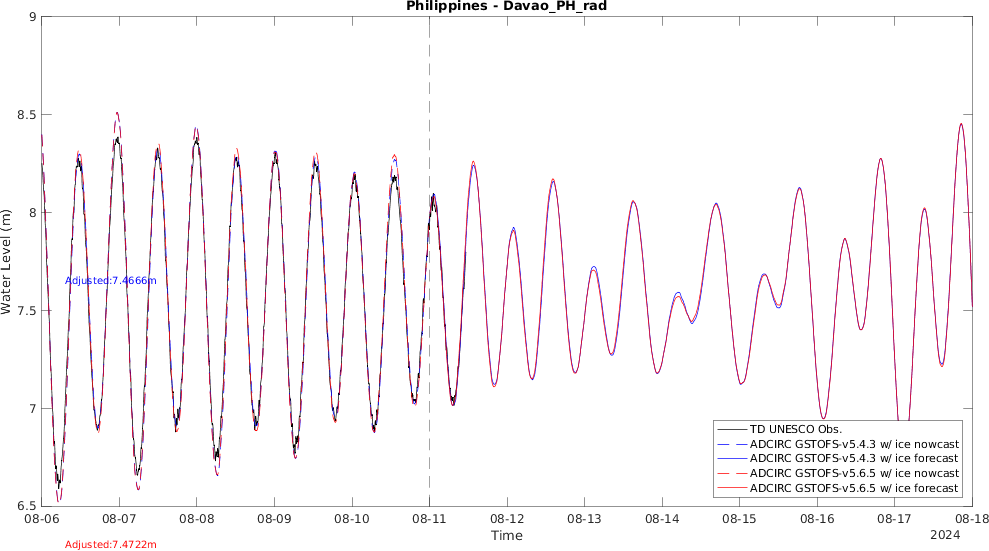 Philippines - Davao_PH_rad
9
8.5
8
7.5
7
6.5
Water Level (m)
Adjusted:7.4666m
TD UNESCO Obs.
ADCIRC GSTOFS-v5.4.3 w/ ice nowcast
ADCIRC GSTOFS-v5.4.3 w/ ice forecast
ADCIRC GSTOFS-v5.6.5 w/ ice nowcast
ADCIRC GSTOFS-v5.6.5 w/ ice forecast
08-06 08-07 08-08 08-09 08-10 08-11 08-12 08-13 08-14 08-15 08-16 08-17 08-18
Time
2024
Adjusted:7.4722m